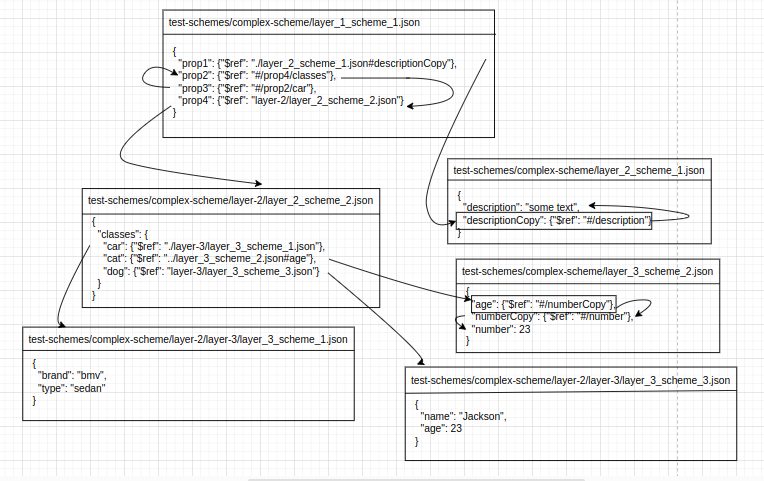 test-schemes/complex-scheme/layer_1_scheme_1.json
{
"prop1": {"$ref": "./layer_2_scheme_1.json#descriptionCopy"},
"prop2": {"$ref": "#/prop4/classes"},
"prop3": {"$ref": "#/prop2/car"},
"prop4": {"$ref": "layer-2/layer_2_scheme_2.json"}
}
test-schemes/complex-scheme/layer_2_scheme_1.json
{
"description": "some text",
"descriptionCopy": {"$ref": "#/description"}
}
test-schemes/complex-scheme/layer-2/layer_2_scheme_2.json
{
"classes": {
"car": {"$ref": "./layer-3/layer_3_scheme_1.json"},
"cat": {"$ref": "../layer_3_scheme_2.json#age"},
"dog": {"$ref": "layer-3/layer_3_scheme_3.json"}
}
}
test-schemes/complex-scheme/layer_3_scheme_2.json
{
"age": {"$ref": "#/numberCopy"},
"numberCopy": {"$ref": "#/number"},
"number": 23
}
test-schemes/complex-scheme/layer-2/layer-3/layer_3_scheme_1.json
{
"brand": "bmv",
"type": "sedan"
}
test-schemes/complex-scheme/layer-2/layer-3/layer_3_scheme_3.json
{
"name": "Jackson",
"age": 23
}